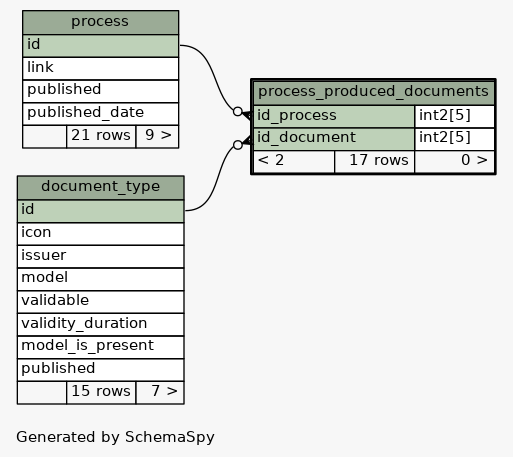 process
id
link
published
published_date
21 rows 9 >
process_produced_documents
id_process int2[5]
id_document int2[5]
< 2 17 rows 0 >
document_type
id
icon
issuer
model
validable
validity_duration
model_is_present
published
15 rows 7 >
Generated by SchemaSpy